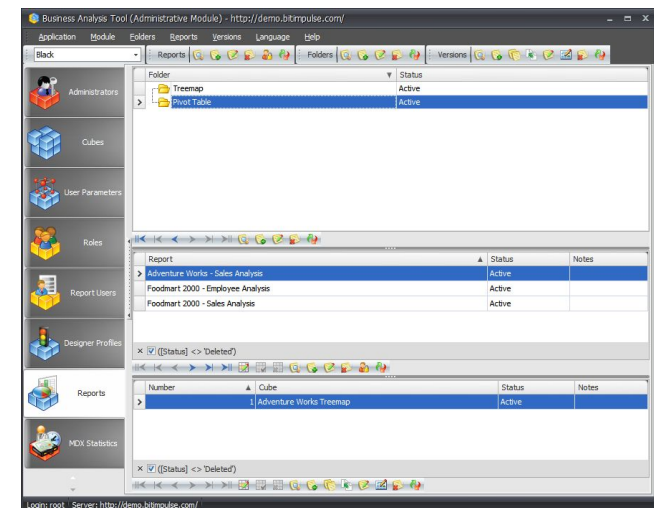 Business Analysis Tool (Administrative Module) - http://demo.bitimpulse.com/
Application Module Folders Reports Versions Language Help
Black Reports Folders Versions
Administrators
Cubes
User Parameters
Roles
Report Users
Designer Profiles
Reports
MDX Statistics
Folder Status
Treemap Active
Pivot Table Active
Report Status Notes
Adventure Works - Sales Analysis Active
Foodmart 2000 - Employee Analysis Active
Foodmart 2000 - Sales Analysis Active
([Status] <> 'Deleted')
Number Cube Status Notes
1 Adventure Works Treemap Active
([Status] <> 'Deleted')
Login: root Server: http://demo.bitimpulse.com/